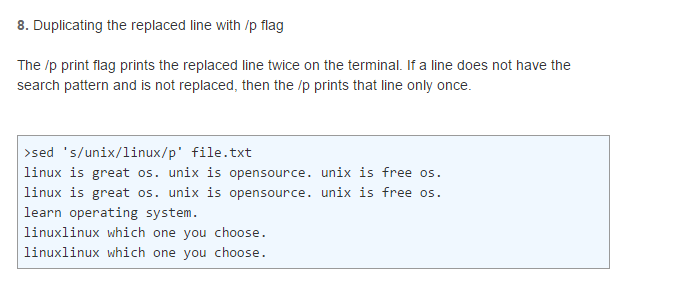 8. Duplicating the replaced line with /p flag
The /p print flag prints the replaced line twice on the terminal. If a line does not have the
search pattern and is not replaced, then the /p prints that line only once.
>sed 's/unix/linux/p' file.txt
linux is great os. unix is opensource. unix is free os.
linux is great os. unix is opensource. unix is free os.
learn operating system.
linuxlinux which one you choose.
linuxlinux which one you choose.